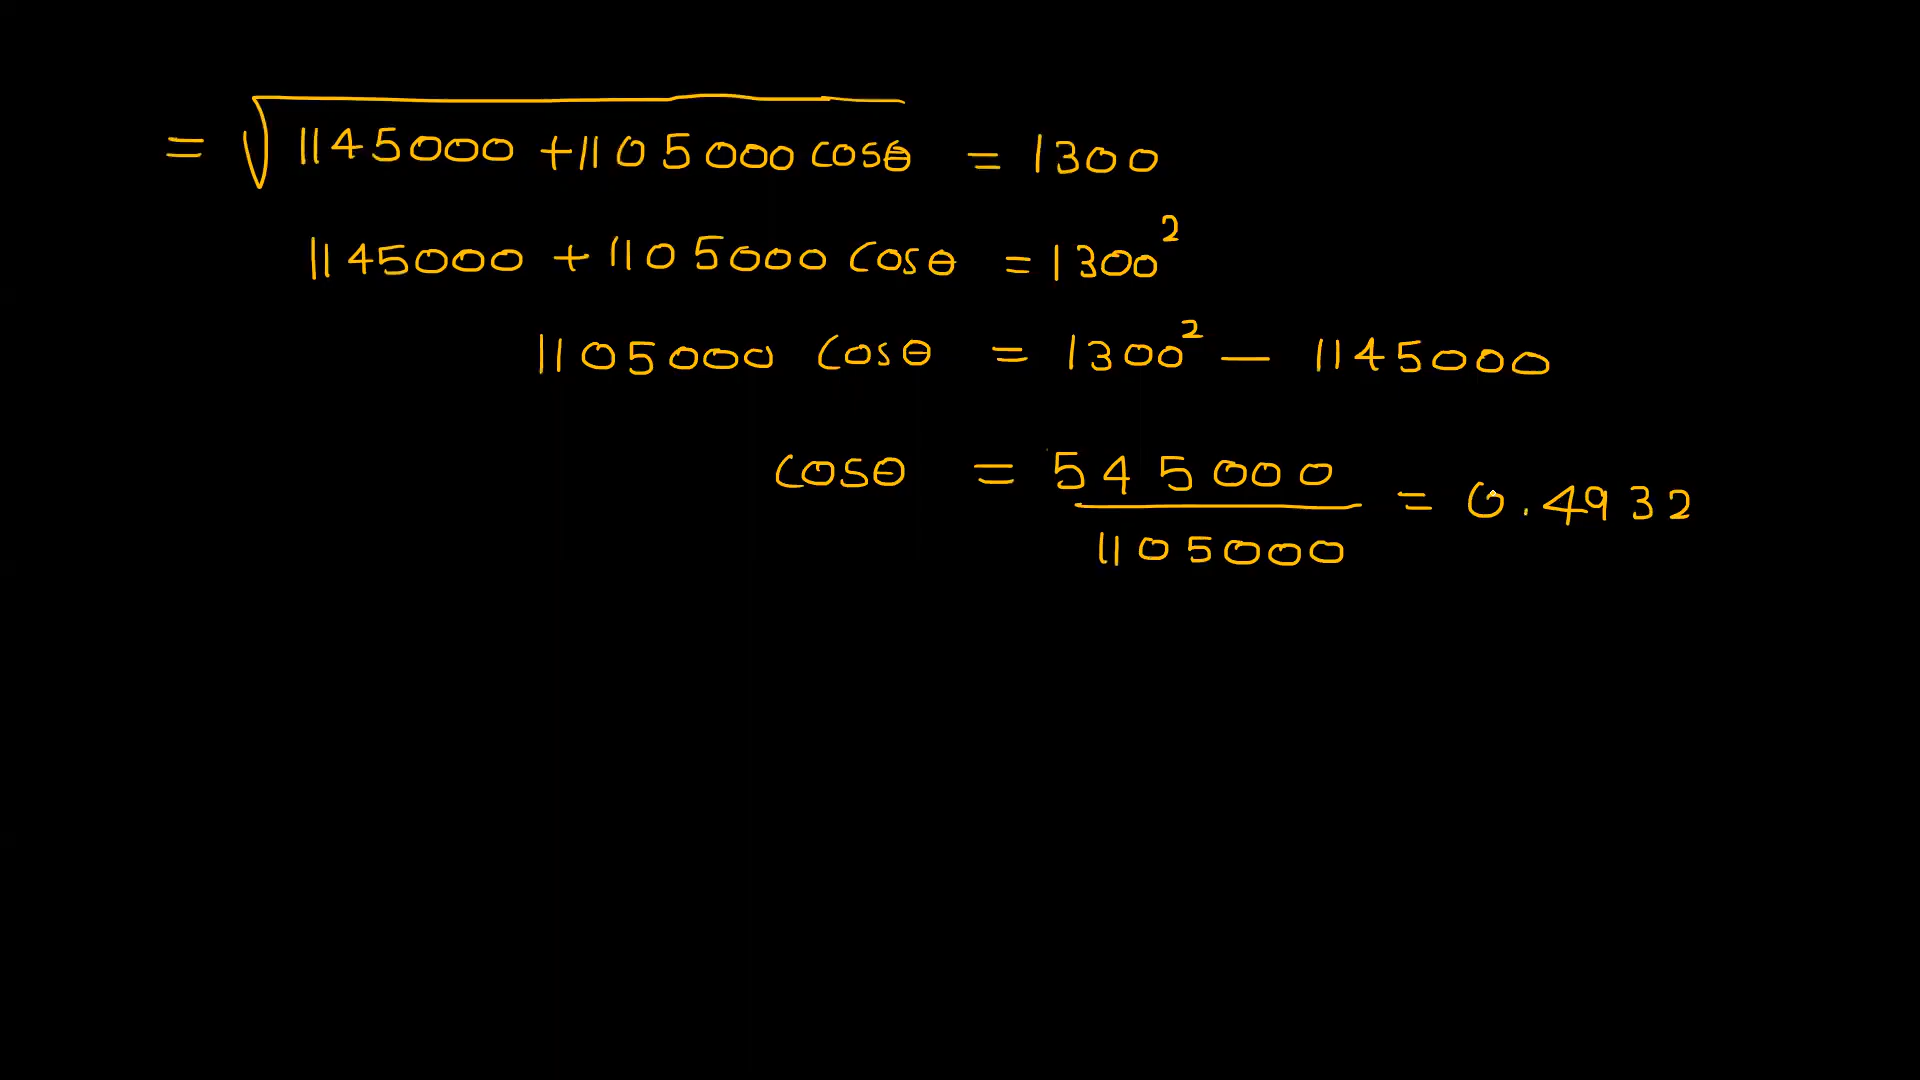 = √1145000 + 1105000 cosθ = 1300
1145000 + 1105000 cosθ = 1300²
1105000 cosθ = 1300² — 1145000
cosθ = 545000/1105000 = 0.4932